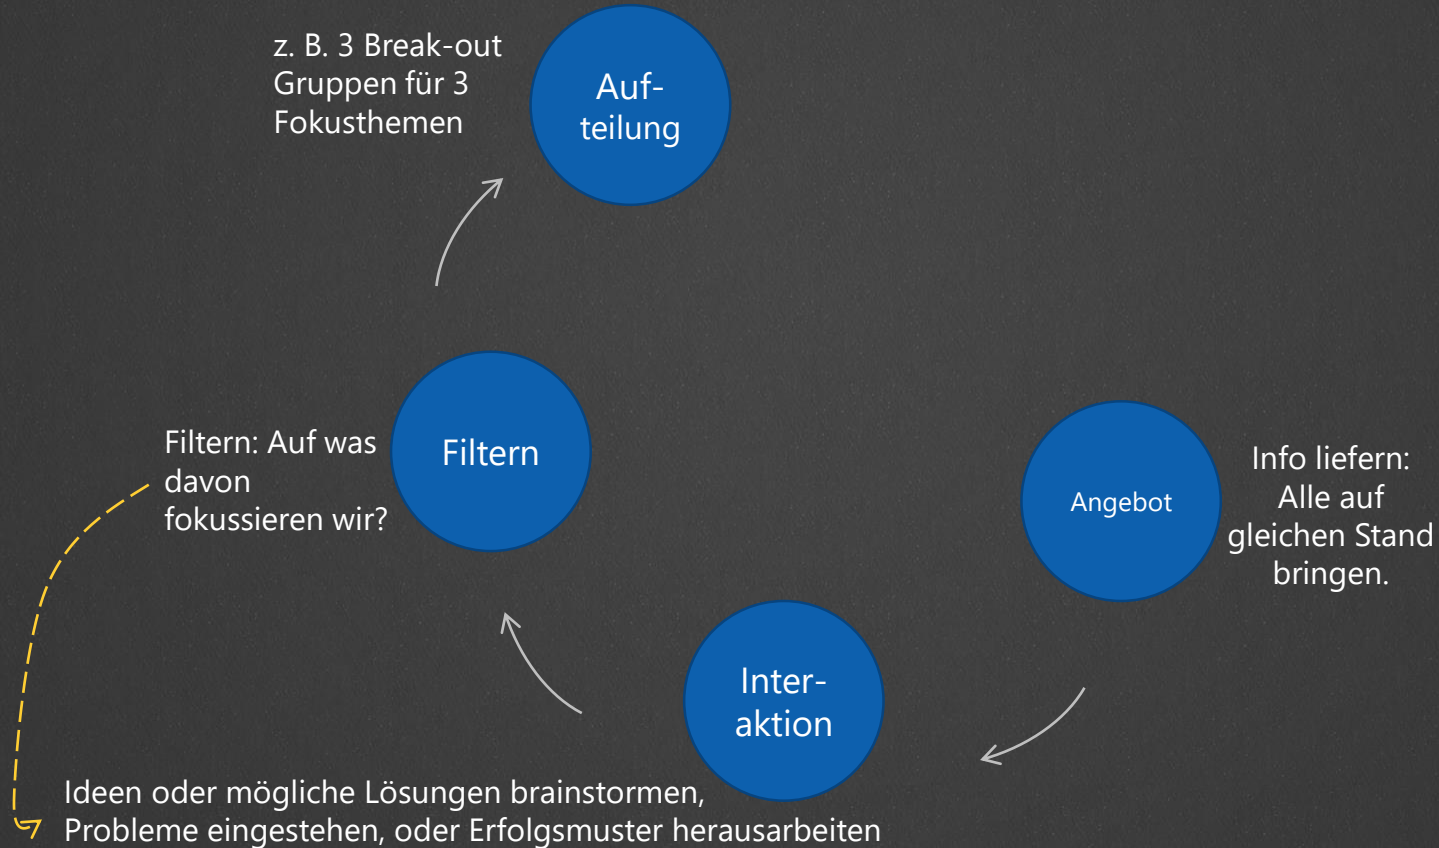 z. B. 3 Break-out
Gruppen für 3
Fokusthemen
Auf-
teilung
Filtern: Auf was
davon
fokussieren wir?
Filtern
Angebot
Info liefern:
Alle auf
gleichen Stand
bringen.
Inter-
aktion
Ideen oder mögliche Lösungen brainstormen,
Probleme eingestehen, oder Erfolgsmuster herausarbeiten